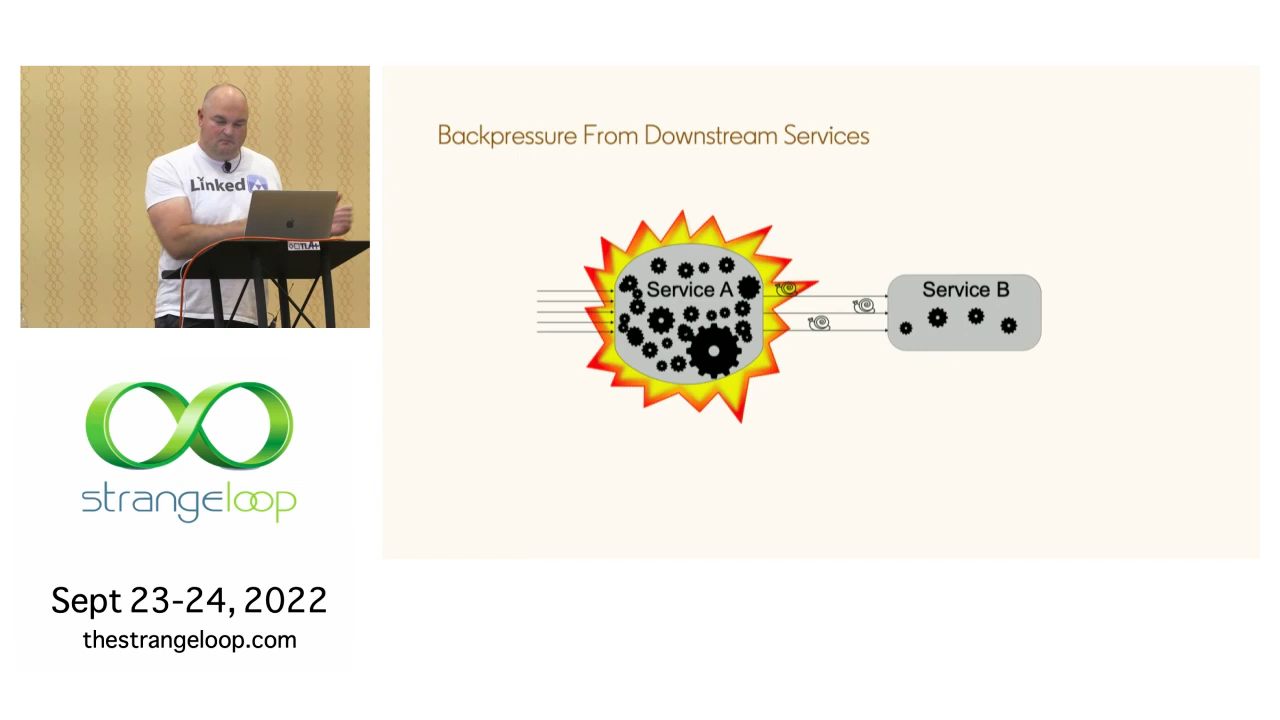 Linked
Backpressure From Downstream Services
Service A
Service B
strangeloop
Sept 23-24, 2022
thestrangeloop.com